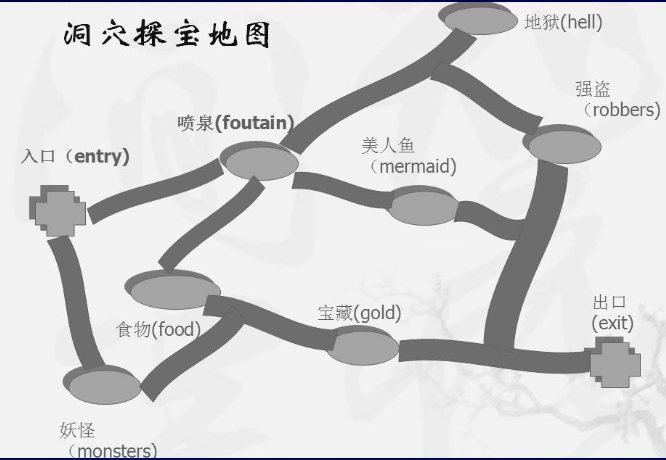 洞穴探宝地图
地狱(hell)
强盗
（robbers)
喷泉(foutain)
美人鱼
（mermaid)
入口（entry)
宝藏(gold)
出口
(exit)
食物(food)
妖怪
（monsters)